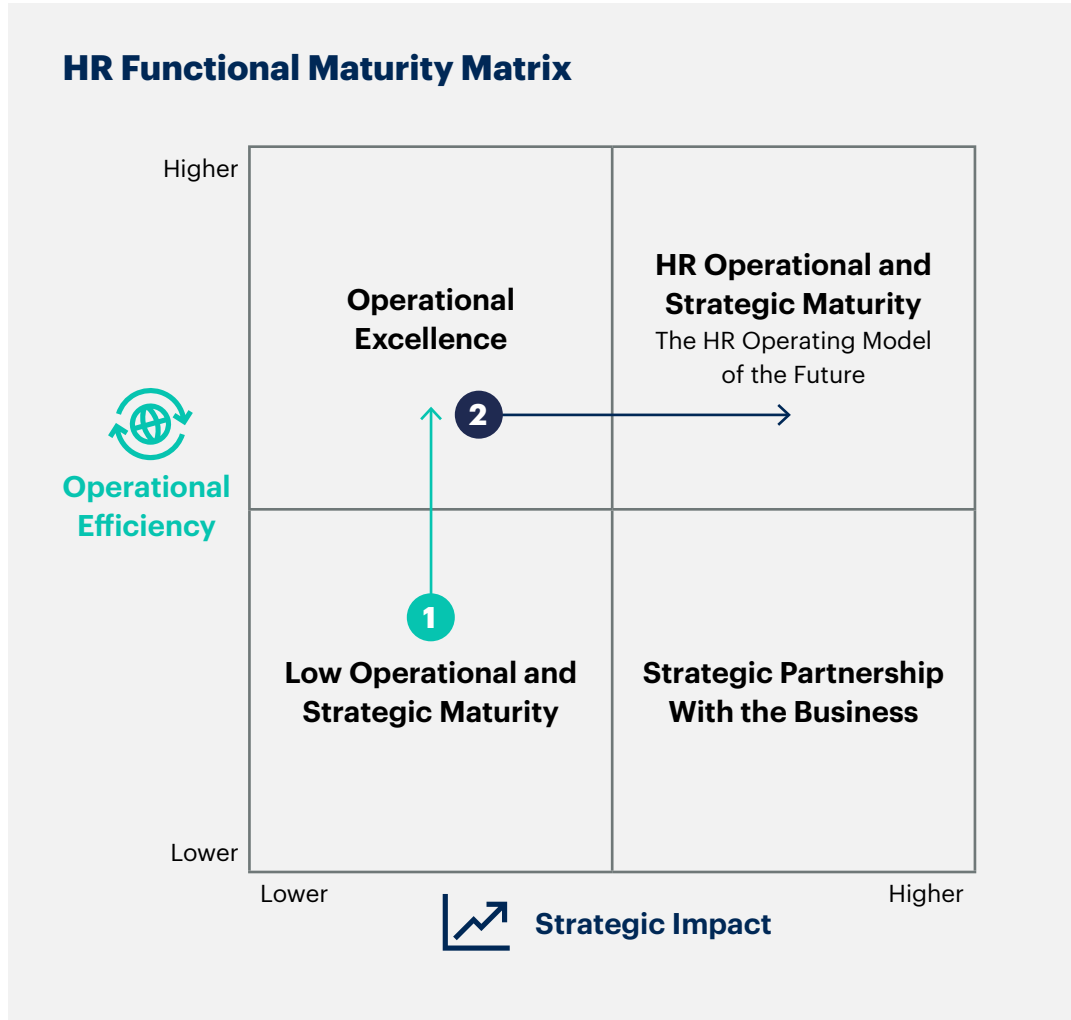 HR Functional Maturity Matrix
Higher
Operational
Excellence
HR Operational and
Strategic Maturity
The HR Operating Model
of the Future
2
Operational
Efficiency
1
Low Operational and
Strategic Maturity
Strategic Partnership
With the Business
Lower
Lower
Higher
Strategic Impact